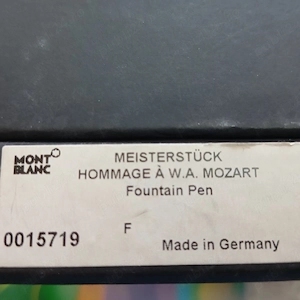 MONT
BLANC
MEISTERSTÜCK
HOMMAGE À W.A. MOZART
Fountain Pen
0015719
F
Made in Germany